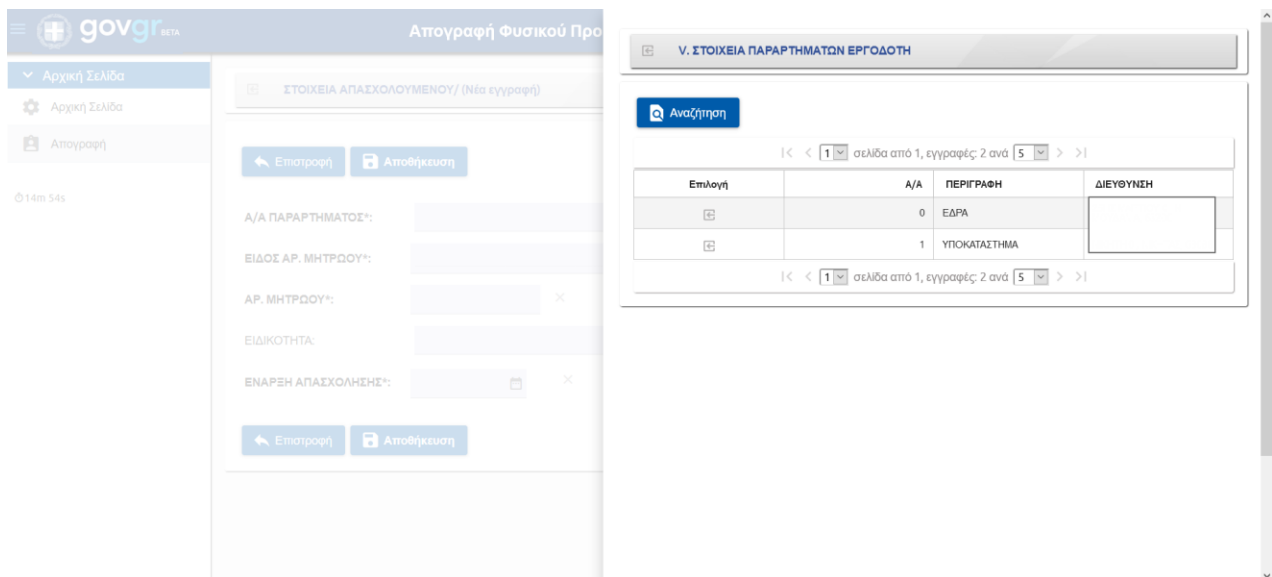 govgr BETA
Απογραφή Φυσικού Προ
Αρχική Σελίδα
Αρχική Σελίδα
Απογραφή
14m 54s
ΣΤΟΙΧΕΙΑ ΑΠΑΣΧΟΛΟΥΜΕΝΟΥ/ (Νέα εγγραφή)
Επιστροφή Αποθήκευση
Α/Α ΠΑΡΑΡΤΗΜΑΤΟΣ*:
ΕΙΔΟΣ ΑΡ. ΜΗΤΡΩΟΥ*:
ΑΡ. ΜΗΤΡΩΟΥ*:
ΕΙΔΙΚΟΤΗΤΑ:
ΕΝΑΡΞΗ ΑΠΑΣΧΟΛΗΣΗΣ*:
Επιστροφή Αποθήκευση
V. ΣΤΟΙΧΕΙΑ ΠΑΡΑΡΤΗΜΑΤΩΝ ΕΡΓΟΔΟΤΗ
Αναζήτηση
1 σελίδα από 1, εγγραφές: 2 ανά 5
Επιλογή Α/Α ΠΕΡΙΓΡΑΦΗ ΔΙΕΥΘΥΝΣΗ
0 ΕΔΡΑ
1 ΥΠΟΚΑΤΑΣΤΗΜΑ
1 σελίδα από 1, εγγραφές: 2 ανά 5